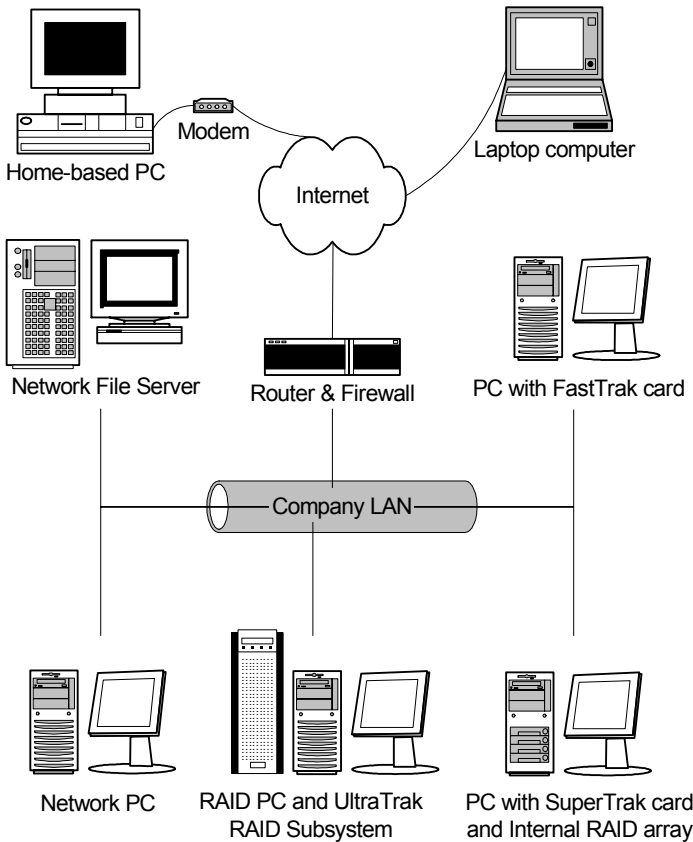 Modem
Home-based PC
Laptop computer
Internet
Network File Server
Router & Firewall
PC with FastTrak card
Company LAN
Network PC
RAID PC and UltraTrak
RAID Subsystem
PC with SuperTrak card
and Internal RAID array